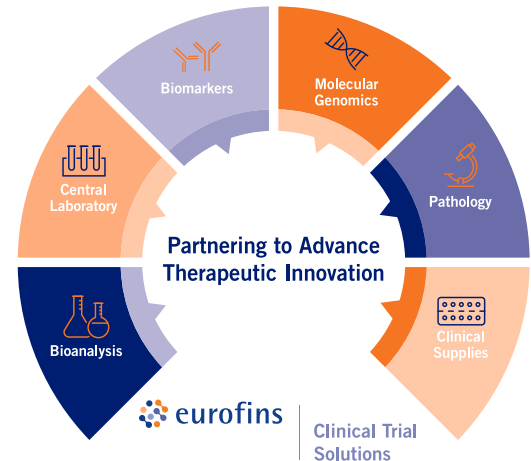 Biomarkers
Molecular
Genomics
Central
Laboratory
Pathology
Partnering to Advance
Therapeutic Innovation
Bioanalysis
Clinical
Supplies
eurofins
Clinical Trial
Solutions